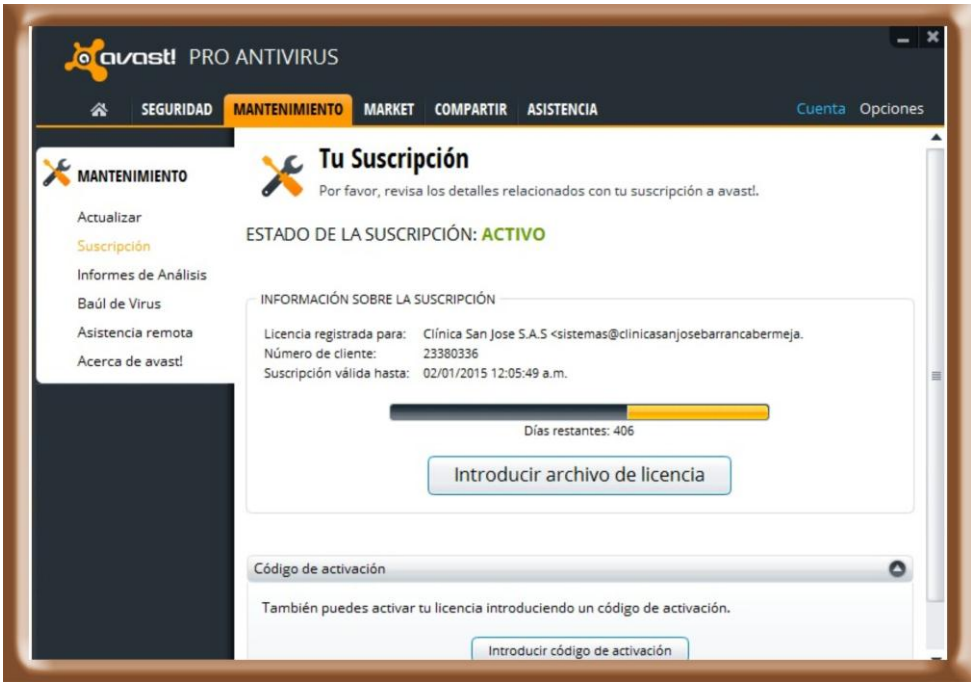 avast! PRO ANTIVIRUS
SEGURIDAD MANTENIMIENTO MARKET COMPARTIR ASISTENCIA Cuenta Opciones
MANTENIMIENTO
Actualizar
Suscripción
Informes de Análisis
Baúl de Virus
Asistencia remota
Acerca de avast!
Tu Suscripción
Por favor, revisa los detalles relacionados con tu suscripción a avast!.
ESTADO DE LA SUSCRIPCIÓN: ACTIVO
INFORMACIÓN SOBRE LA SUSCRIPCIÓN
Licencia registrada para: Clínica San Jose S.A.S <sistemas@clinicasanjosebarrancabermeja.
Número de cliente: 23380336
Suscripción válida hasta: 02/01/2015 12:05:49 a.m.
Días restantes: 406
Introducir archivo de licencia
Código de activación
También puedes activar tu licencia introduciendo un código de activación.
Introducir código de activación